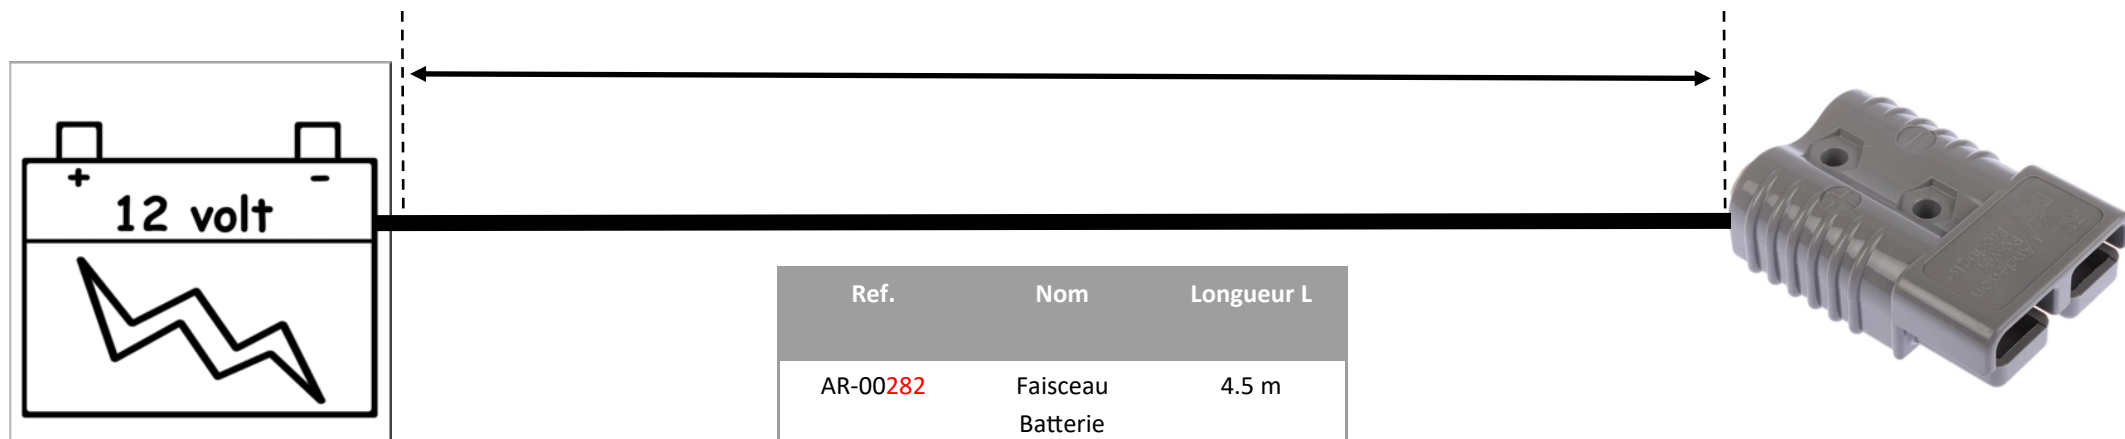 + -
12 volt
Ref. Nom Longueur L
AR-00282 Faisceau 4.5 m
Batterie